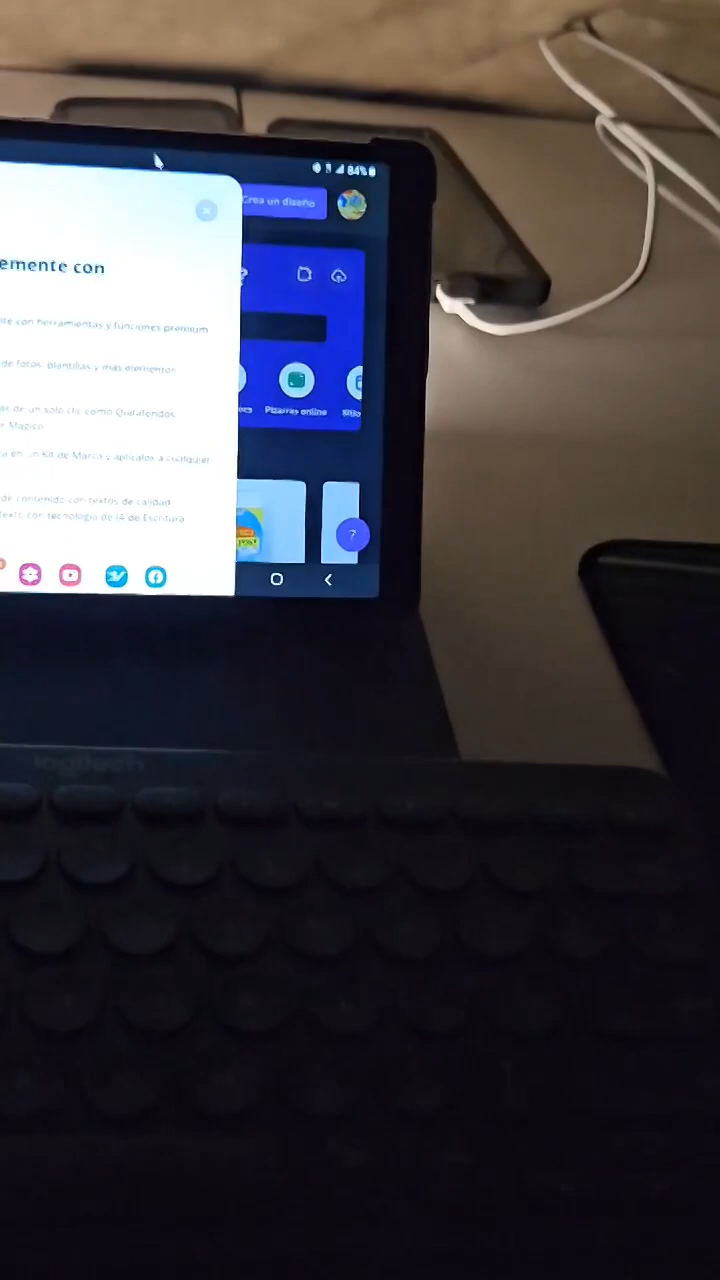 84%
Crea un diseño
emente con
te con herramientas y funciones premium
de fotos, plantillas y más elementos
as de un solo clic como Quitafondos
r Mágico
a en un Kit de Marca y aplícalos a cualquier
de contenido con textos de calidad
texto con tecnología de IA de Escritura
Pizarras online
?
logitech